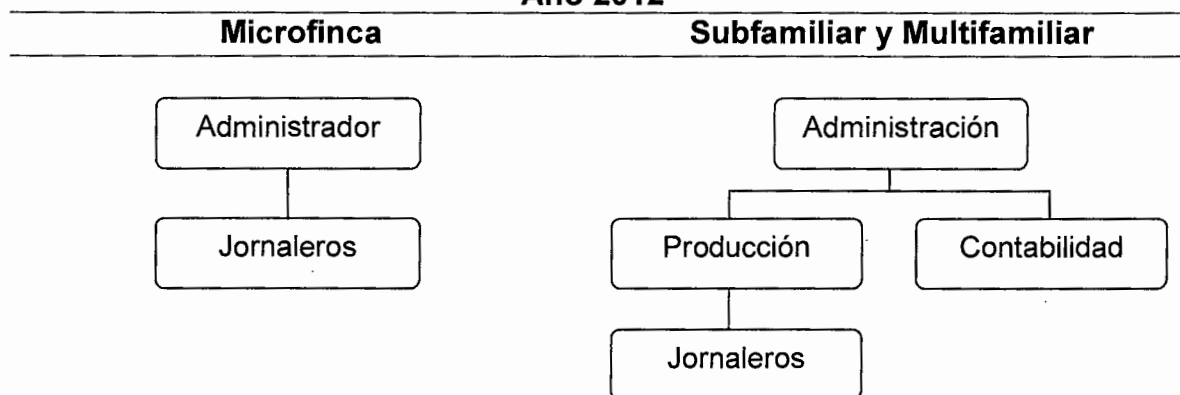 Año 2012
Microfinca Subfamiliar y Multifamiliar
Administrador Administración
Jornaleros Producción Contabilidad
Jornaleros